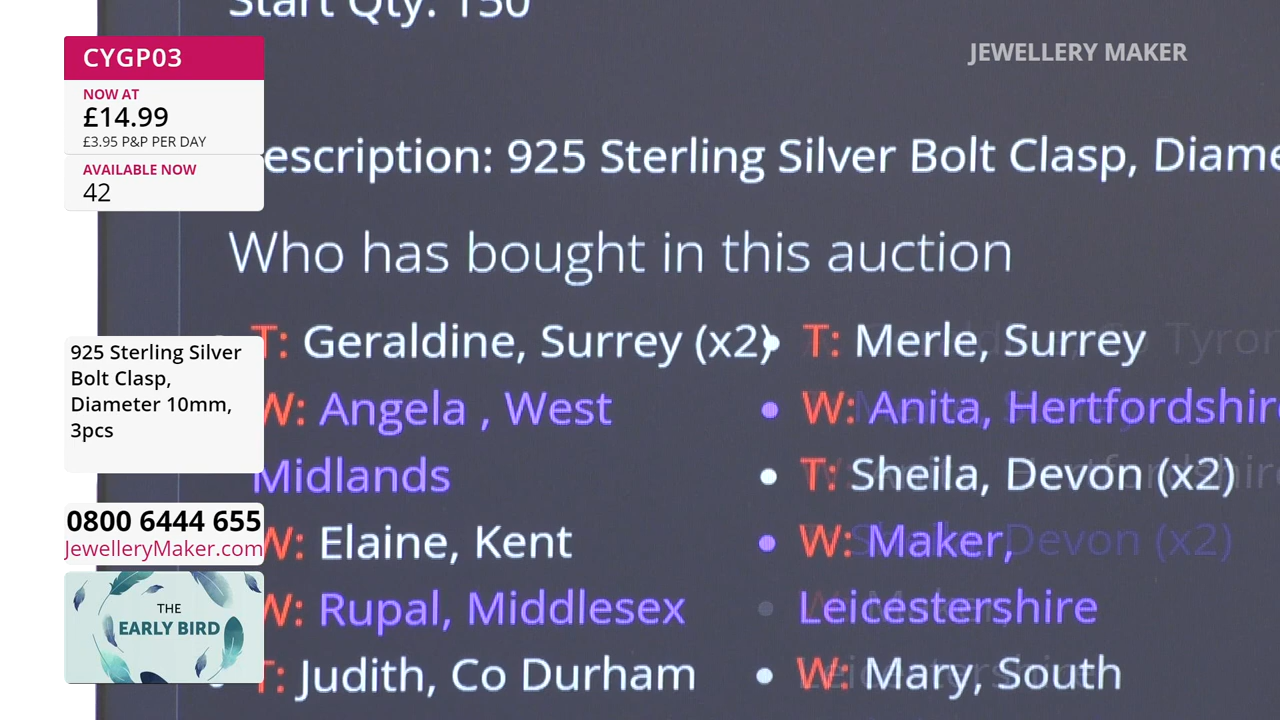 Start Qty: 150
CYGP03
JEWELLERY MAKER
NOW AT
£14.99
£3.95 P&P PER DAY
AVAILABLE NOW
42
escription: 925 Sterling Silver Bolt Clasp, Diame
Who has bought in this auction
T: Geraldine, Surrey (x2)
W: Angela , West
Midlands
W: Elaine, Kent
W: Rupal, Middlesex
T: Judith, Co Durham
T: Merle, Surrey
W: Anita, Hertfordshir
T: Sheila, Devon (x2)
W: Maker,
Leicestershire
W: Mary, South
925 Sterling Silver
Bolt Clasp,
Diameter 10mm,
3pcs
0800 6444 655
JewelleryMaker.com
THE
EARLY BIRD